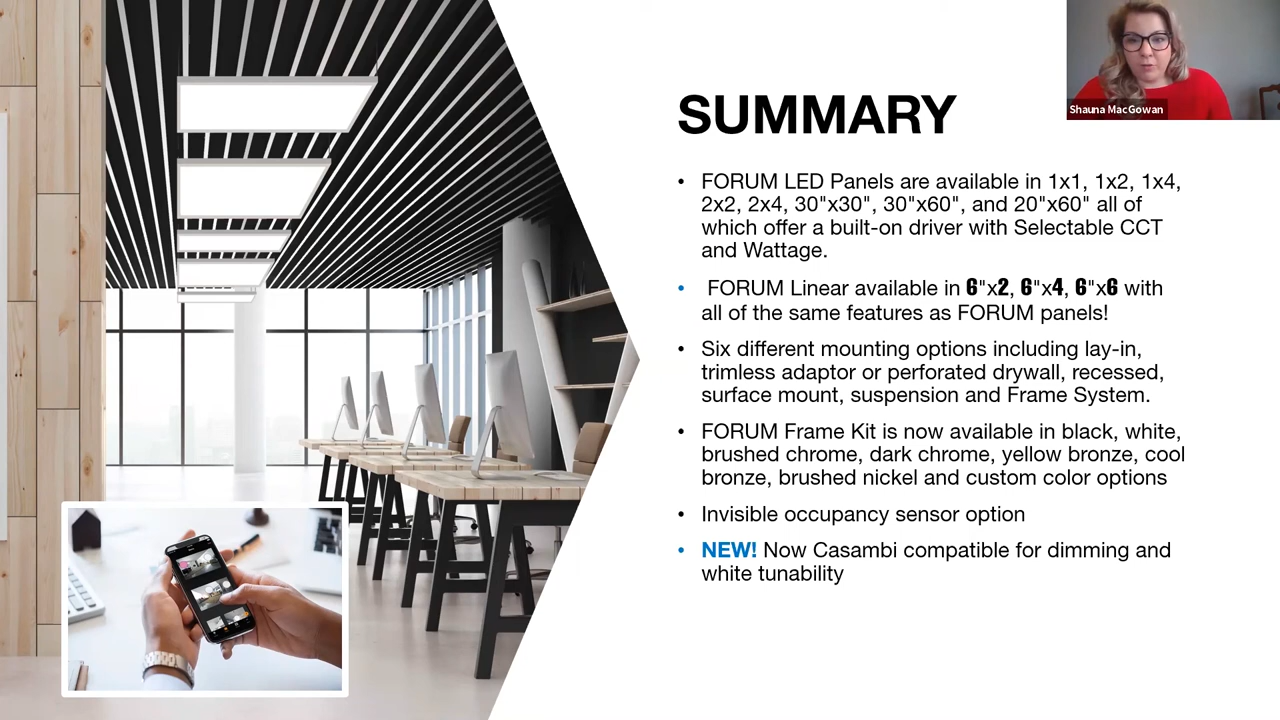 Shauna MacGowan
SUMMARY
• FORUM LED Panels are available in 1x1, 1x2, 1x4,
2x2, 2x4, 30"x30", 30"x60", and 20"x60" all of
which offer a built-on driver with Selectable CCT
and Wattage.
• FORUM Linear available in 6"x2, 6"x4, 6"x6 with
all of the same features as FORUM panels!
• Six different mounting options including lay-in,
trimless adaptor or perforated drywall, recessed,
surface mount, suspension and Frame System.
• FORUM Frame Kit is now available in black, white,
brushed chrome, dark chrome, yellow bronze, cool
bronze, brushed nickel and custom color options
• Invisible occupancy sensor option
• NEW! Now Casambi compatible for dimming and
white tunability